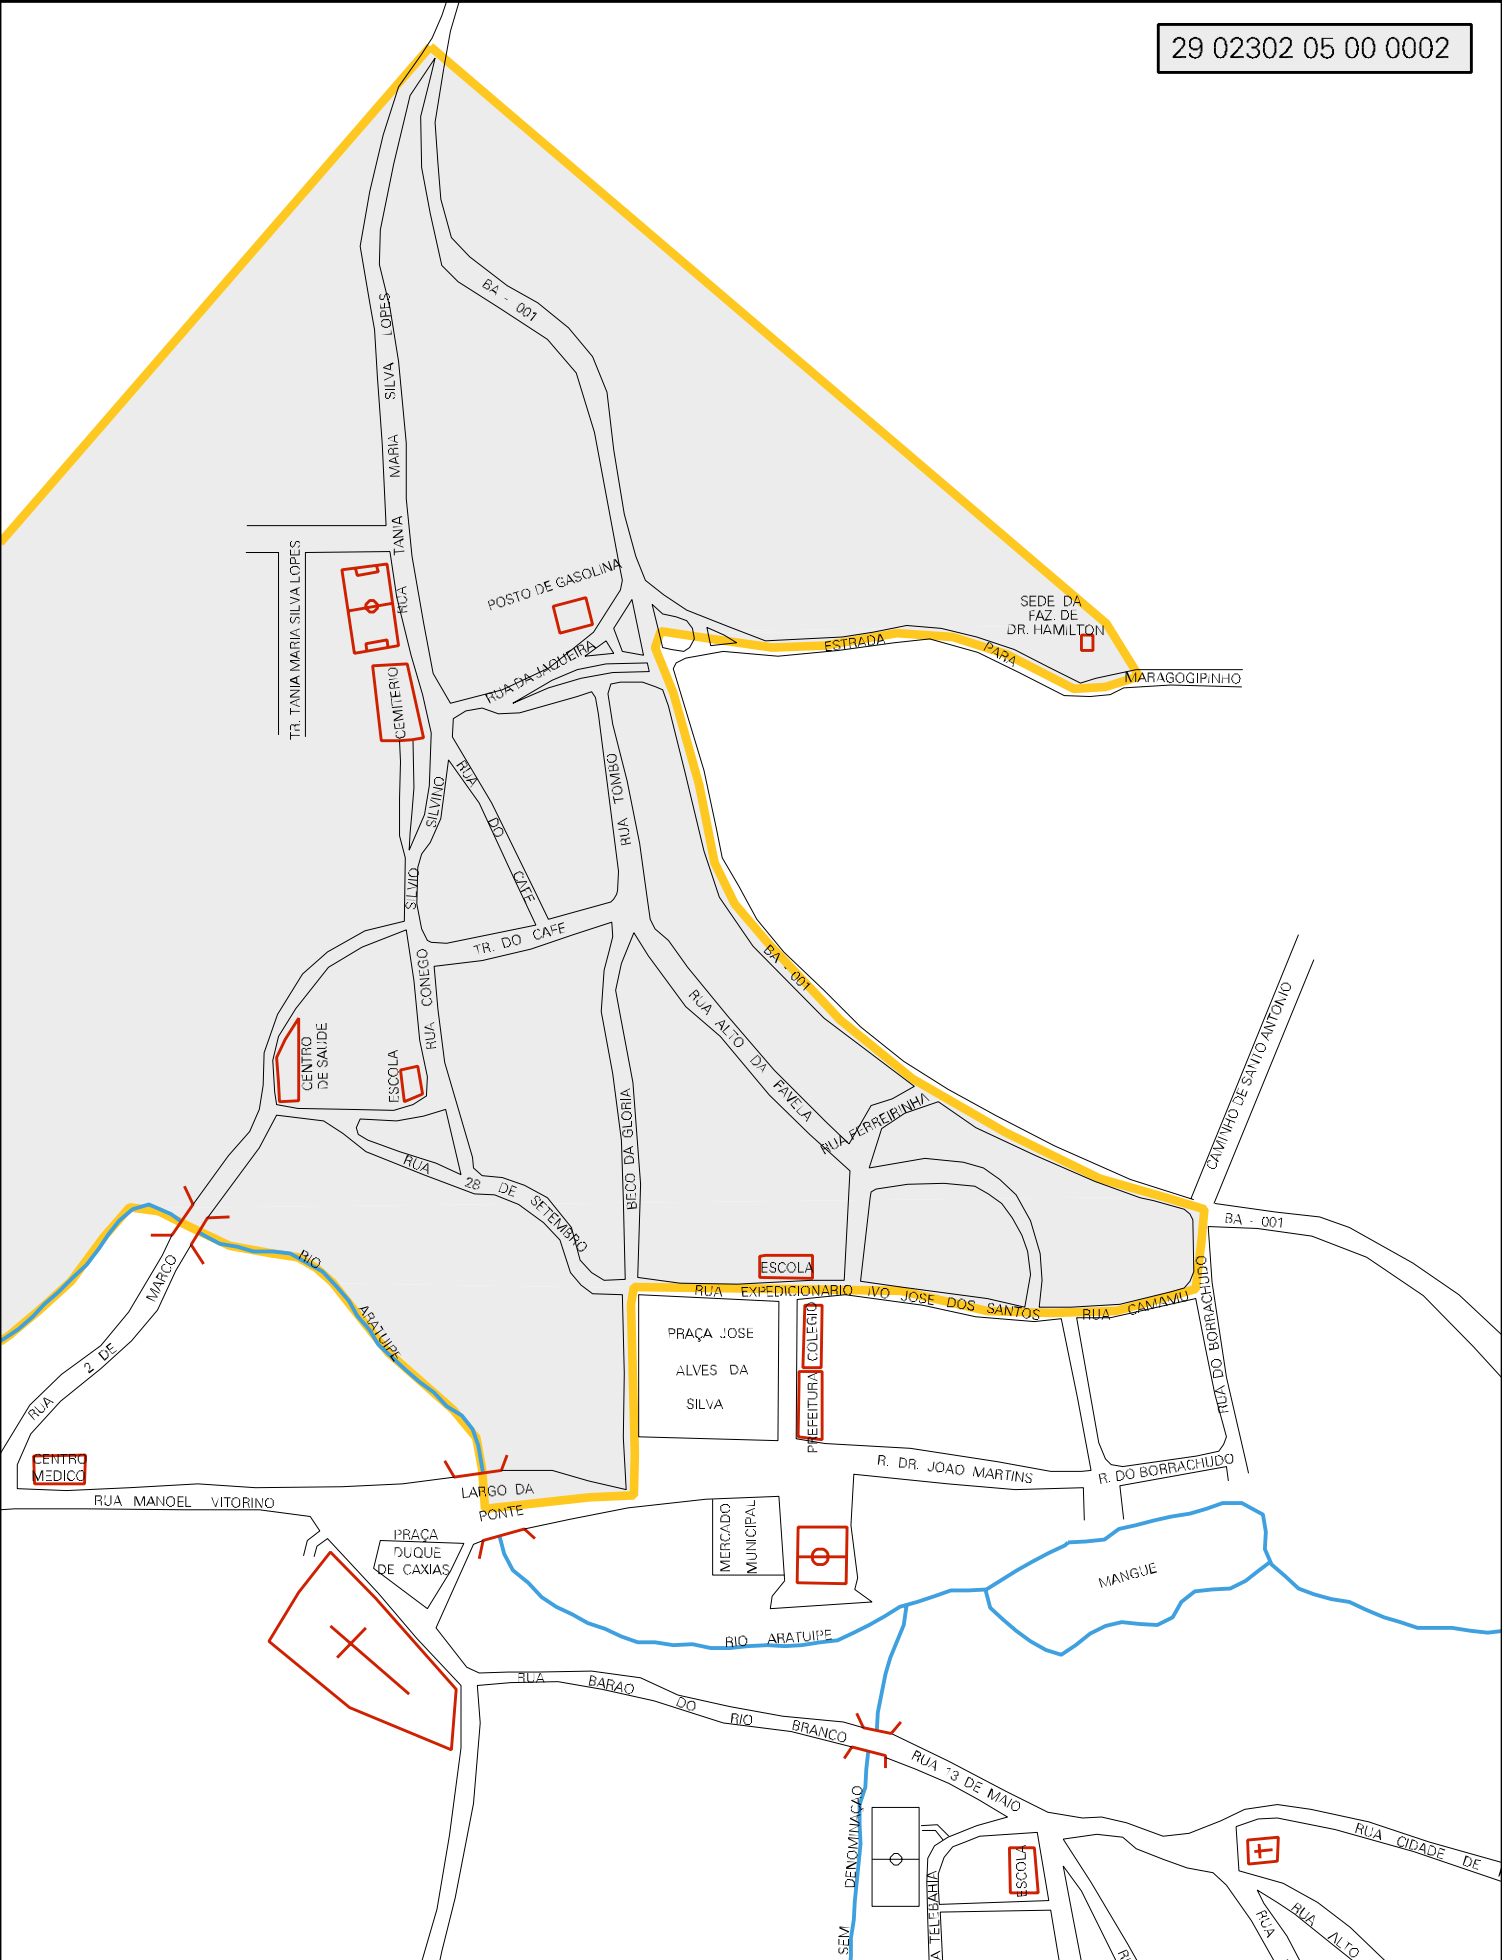 29 02302 05 00 0002
BA - 001
RUA TANIA MARIA SILVA LOPES
TR. TANIA MARIA SILVA LOPES
POSTO DE GASOLINA
SEDE DA
FAZ. DE
DR. HAMILTON
ESTRADA PARA MARAGOGIPINHO
RUA DA JAQUEIRA
CEMITERIO
RUA CONEGO SILVIO SILVINO
RUA DO CAFE
RUA TOMBO
TR. DO CAFE
BA - 001
RUA ALTO DA FAVELA
CAMINHO DE SANTO ANTONIO
CENTRO
DE SAUDE
ESCOLA
RUA FERREIRINHA
BECO DA GLORIA
RUA 28 DE SETEMBRO
BA - 001
RIO ARATUIPE
RUA 2 DE MARCO
ESCOLA
RUA EXPEDICIONARIO IVO JOSE DOS SANTOS
RUA CAMAMU
RUA DO BORRACHUDO
PRAÇA JOSE
ALVES DA
SILVA
COLEGIO
PREFEITURA
CENTRO
MEDICO
R. DR. JOAO MARTINS
R. DO BORRACHUDO
LARGO DA
PONTE
RUA MANOEL VITORINO
PRAÇA
DUQUE
DE CAXIAS
MERCADO
MUNICIPAL
MANGUE
RIO ARATUIPE
RUA BARAO DO RIO BRANCO
RUA 13 DE MAIO
SEM DENOMINAÇAO
ESCOLA
A TELEBAHIA
RUA CIDADE DE
RUA ALTO
RUA